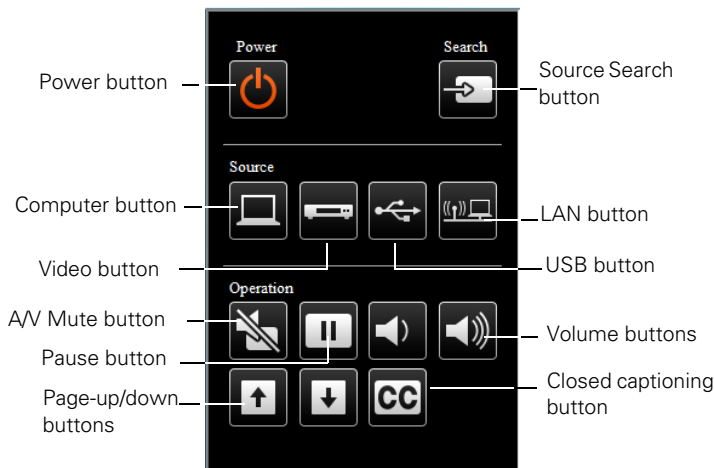 Power
Search
Power button
Source Search
button
Source
Computer button
LAN button
Video button
USB button
Operation
A/V Mute button
Volume buttons
Pause button
CC
Page-up/down
buttons
Closed captioning
button